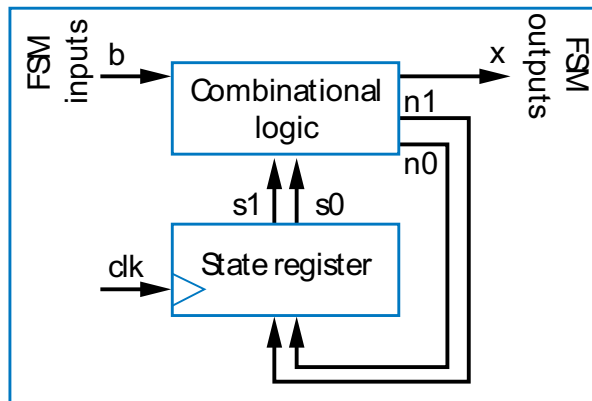 FSM
inputs
b
Combinational
logic
x
FSM
outputs
n1
n0
s1
s0
clk
State register